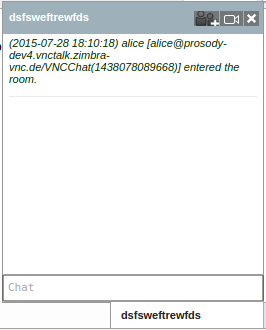 dsfsweftrewfds
(2015-07-28 18:10:18) alice [alice@prosody-
dev4.vnctalk.zimbra-
vnc.de/VNCChat(1438078089668)] entered the
room.
Chat
dsfsweftrewfds